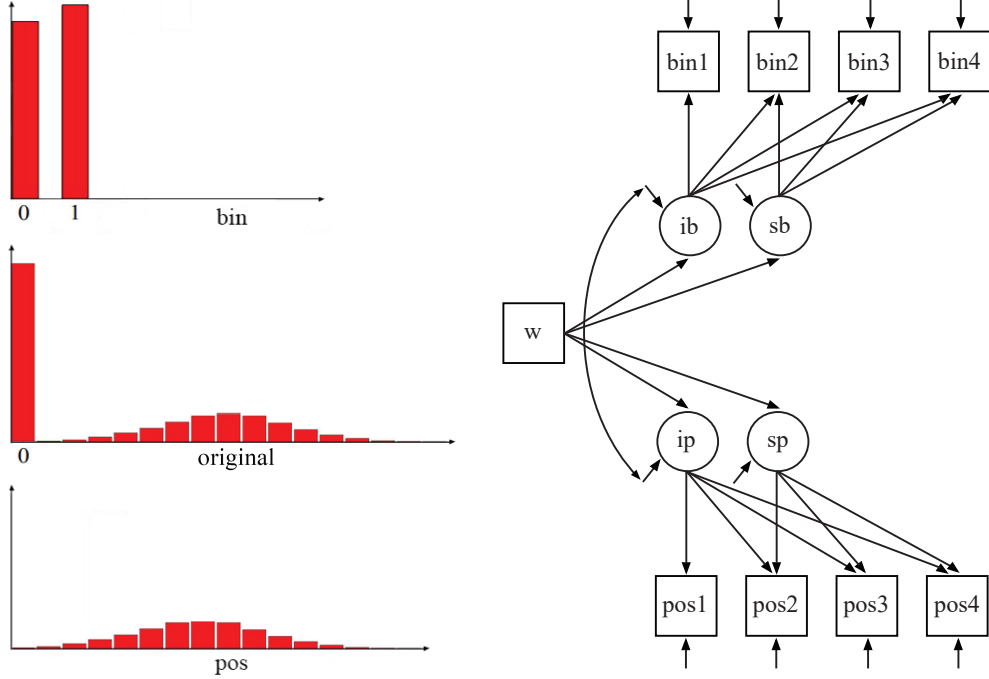 0 1
bin
0
original
pos
bin1 bin2 bin3 bin4
ib sb
w
ip sp
pos1 pos2 pos3 pos4